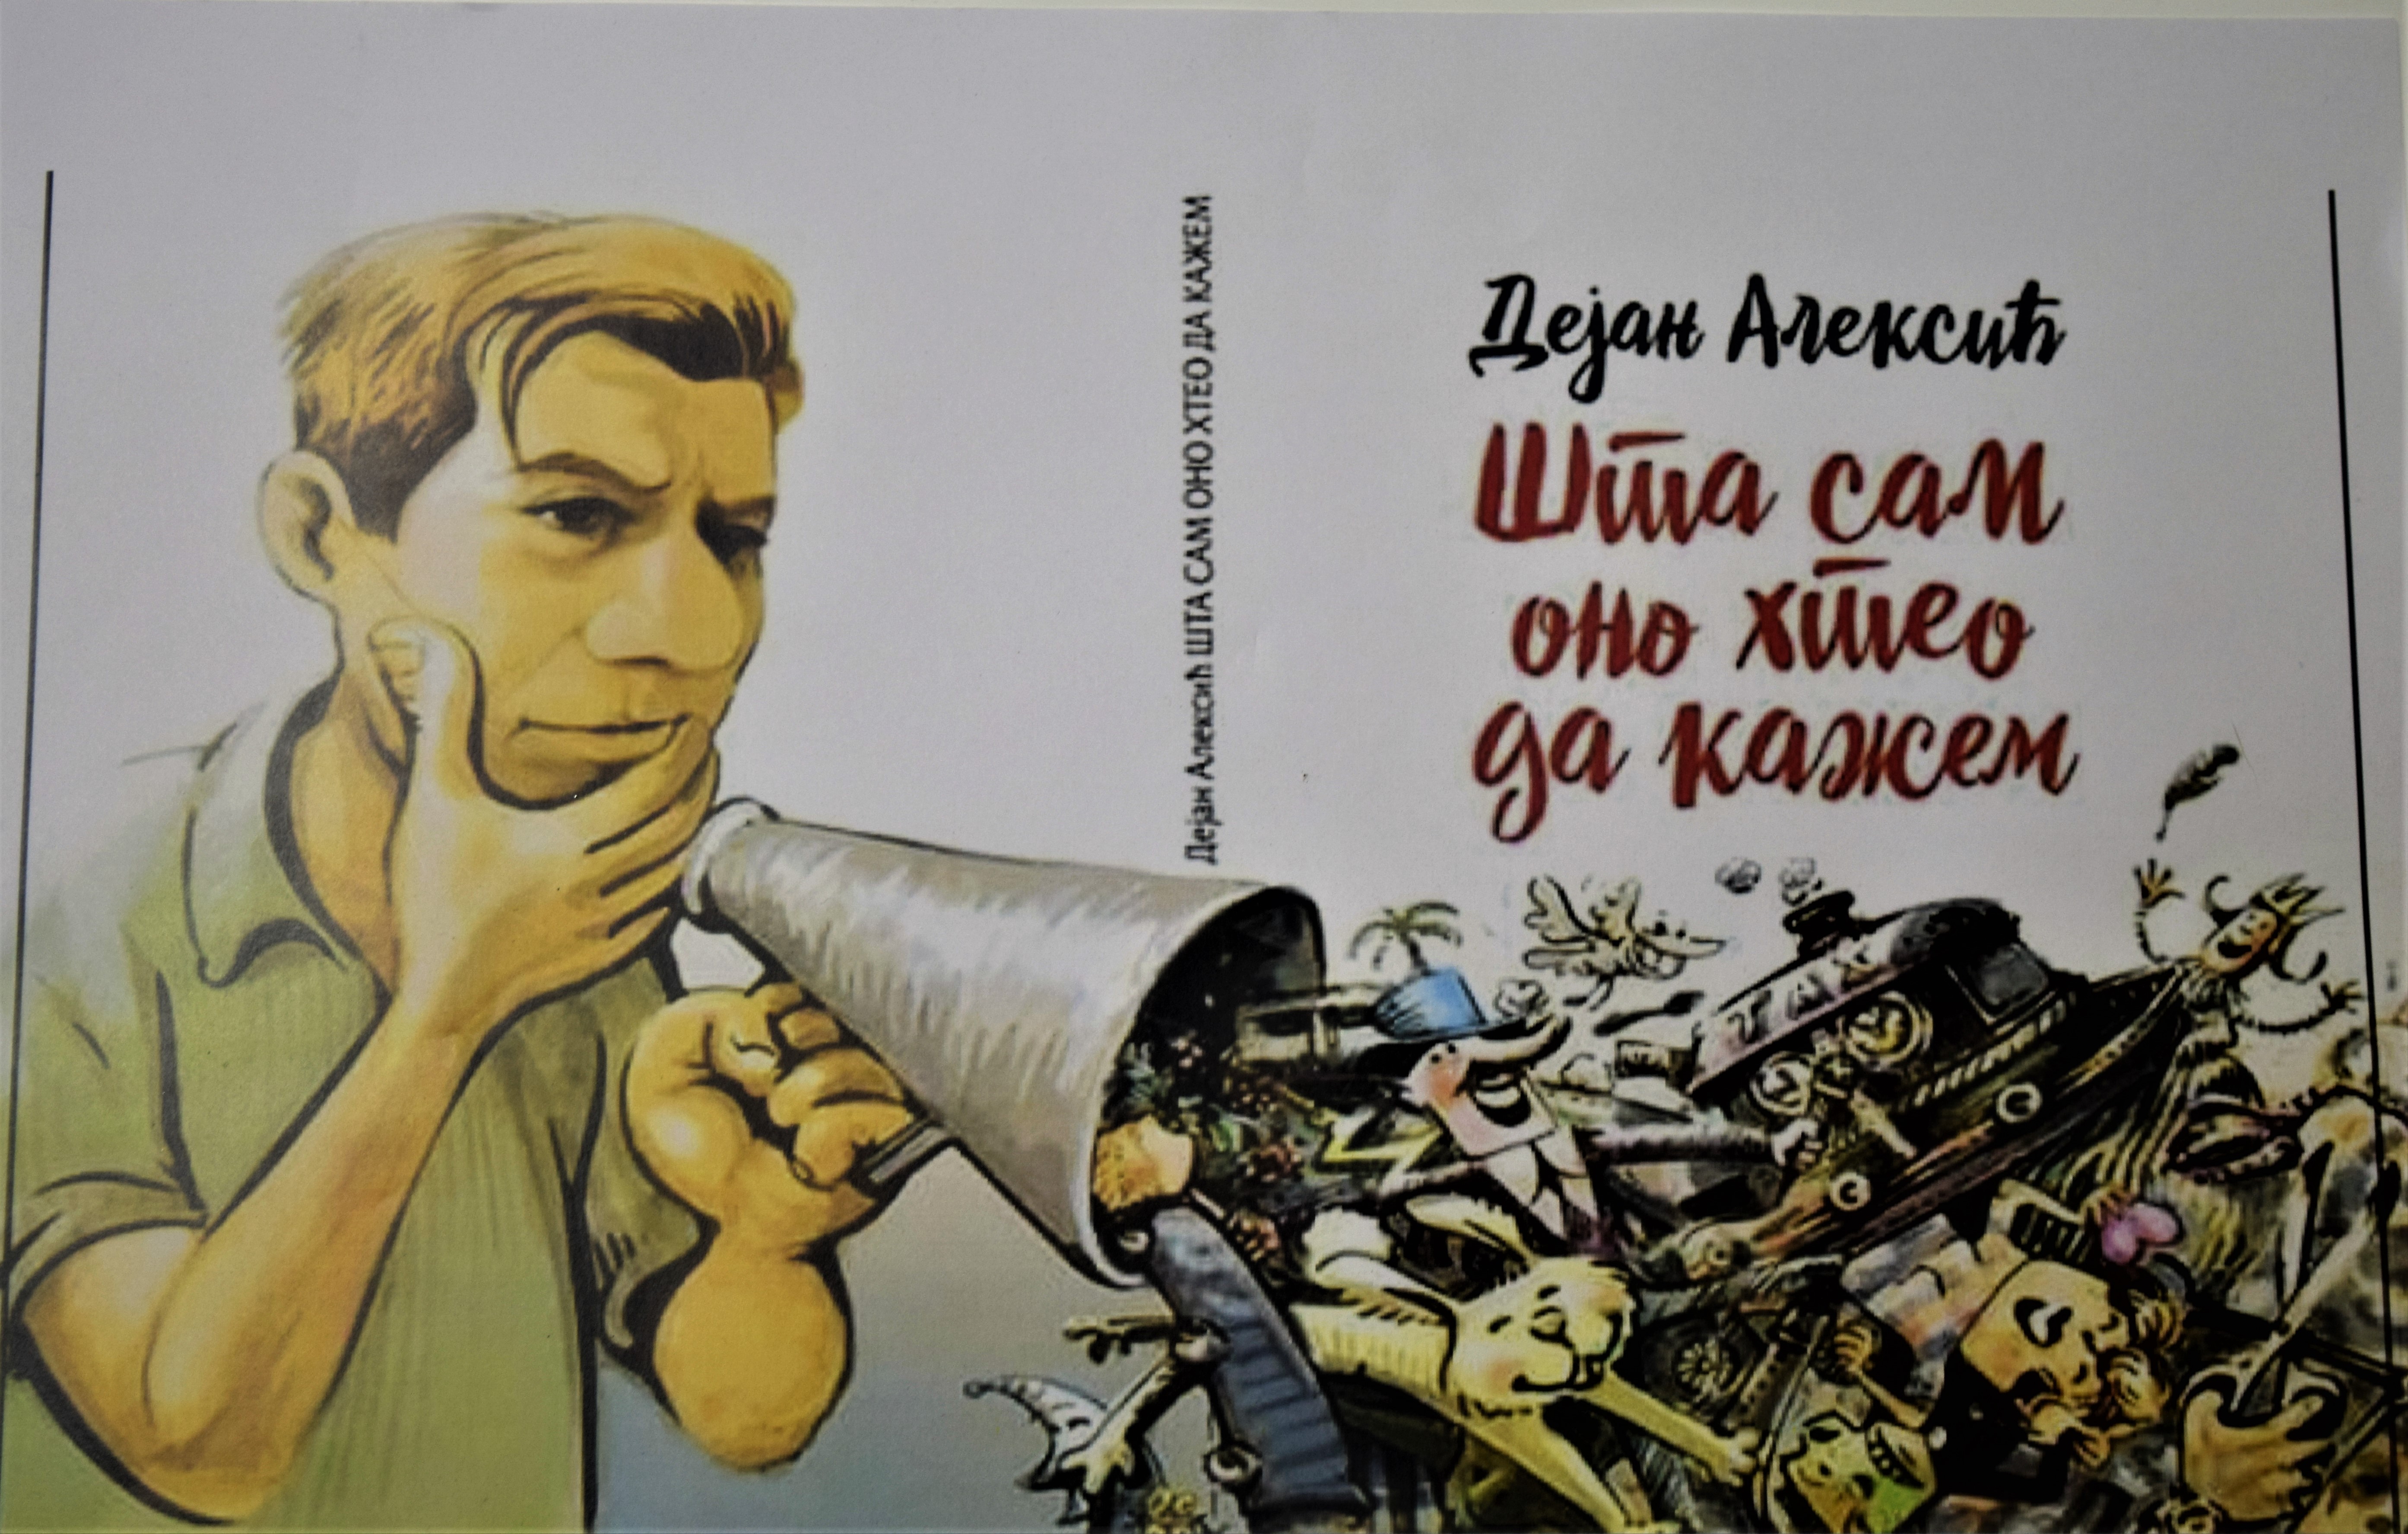 Дејан Алексић ШТА САМ ОНО ХТЕО ДА КАЖЕМ
Дејан Алексић
Шта сам
оно хтео
да кажем